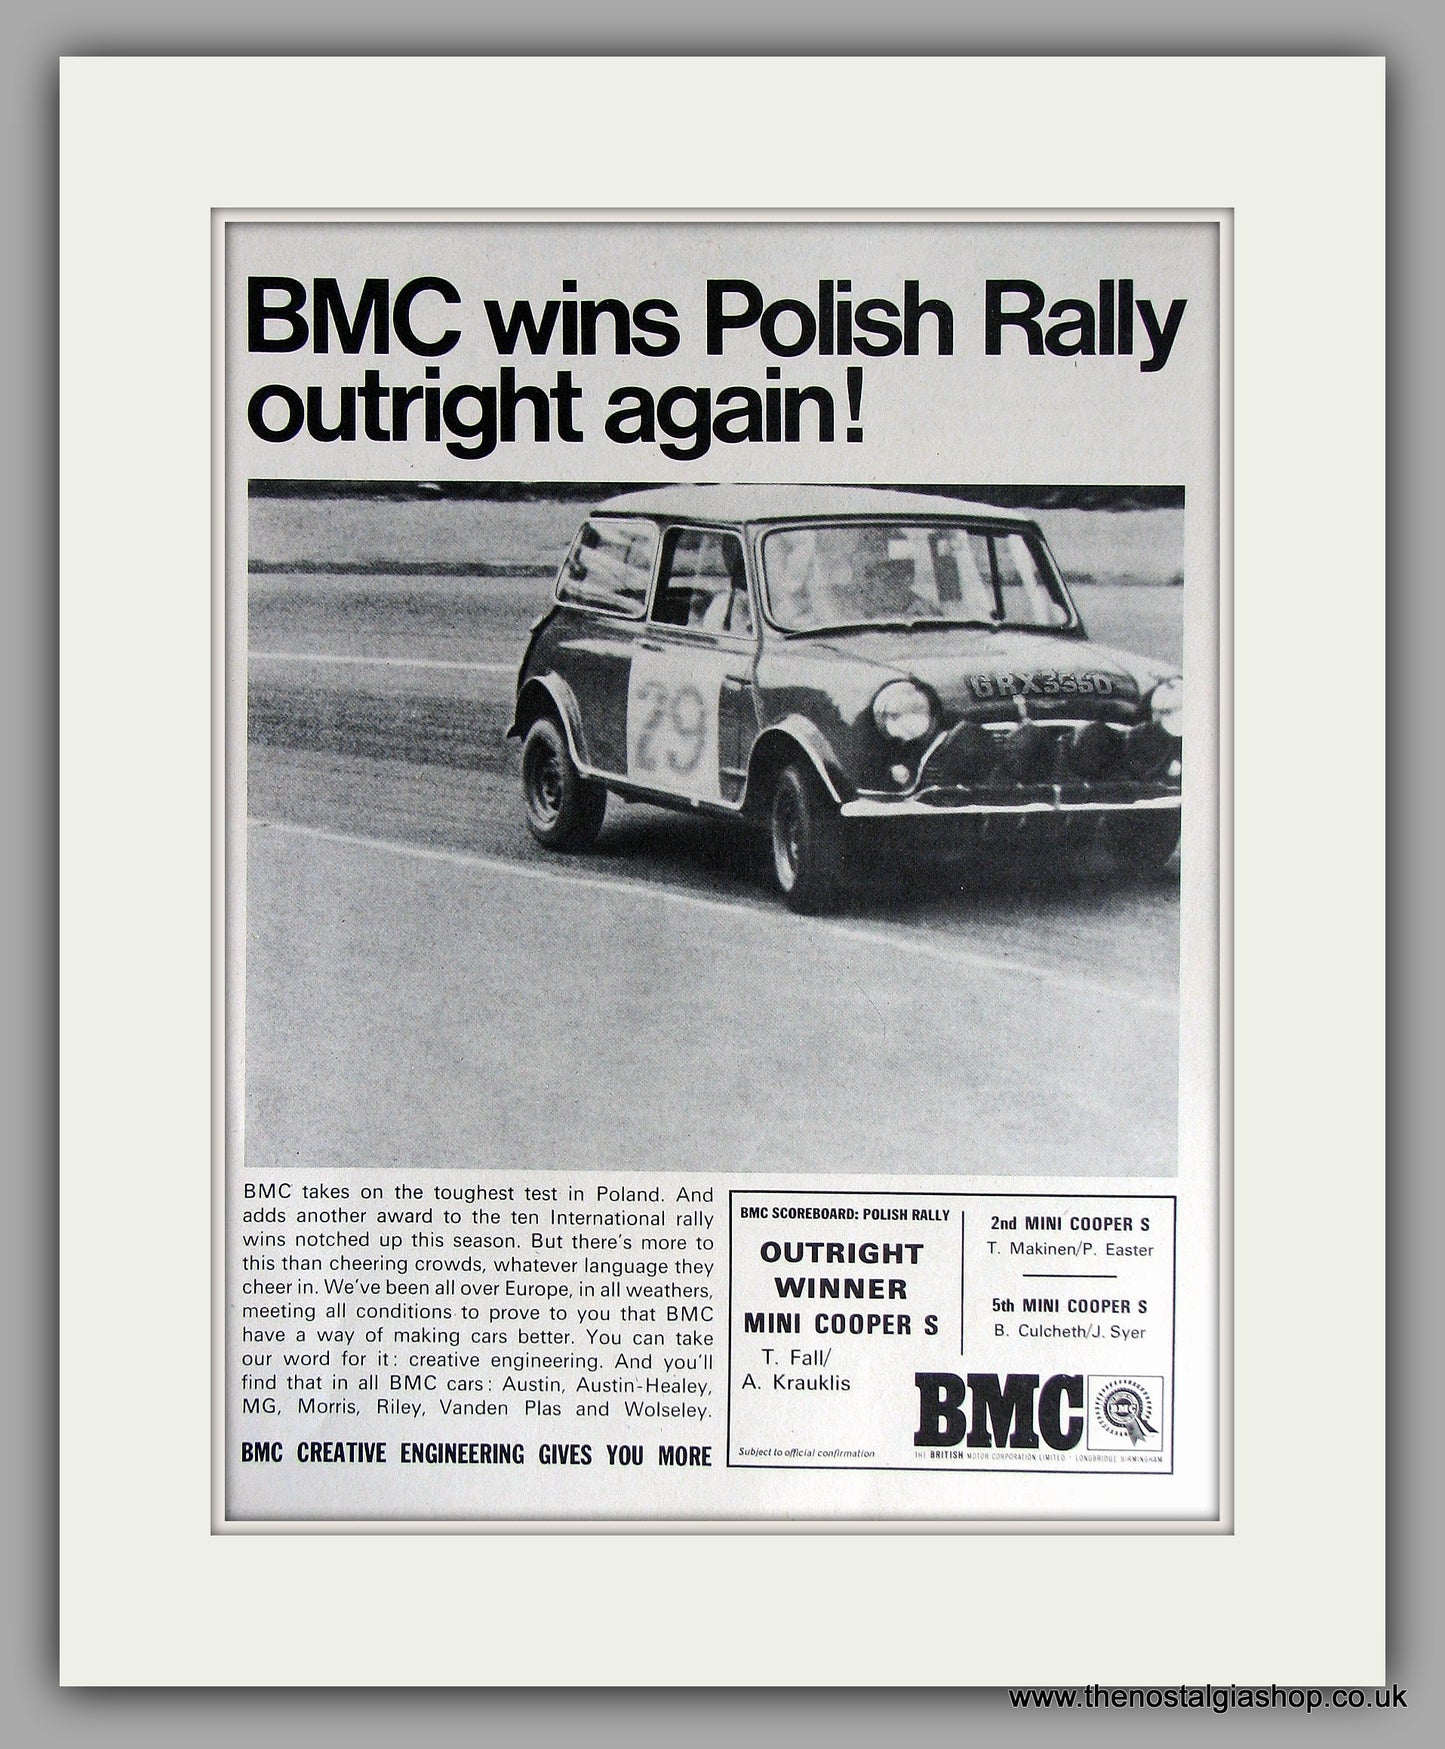 BMC wins Polish Rally
outright again!
GRX355D
29
BMC takes on the toughest test in Poland. And
adds another award to the ten International rally
wins notched up this season. But there's more to
this than cheering crowds, whatever language they
cheer in. We've been all over Europe, in all weathers,
meeting all conditions to prove to you that BMC
have a way of making cars better. You can take
our word for it: creative engineering. And you'll
find that in all BMC cars: Austin, Austin-Healey,
MG, Morris, Riley, Vanden Plas and Wolseley.
BMC CREATIVE ENGINEERING GIVES YOU MORE
BMC SCOREBOARD: POLISH RALLY
OUTRIGHT
WINNER
MINI COOPER S
T. Fall/
A. Krauklis
Subject to official confirmation
2nd MINI COOPER S
T. Makinen/P. Easter
5th MINI COOPER S
B. Culcheth/J. Syer
BMC
BMC
THE BRITISH MOTOR CORPORATION LIMITED · LONGBRIDGE BIRMINGHAM
www.thenostalgiashop.co.uk